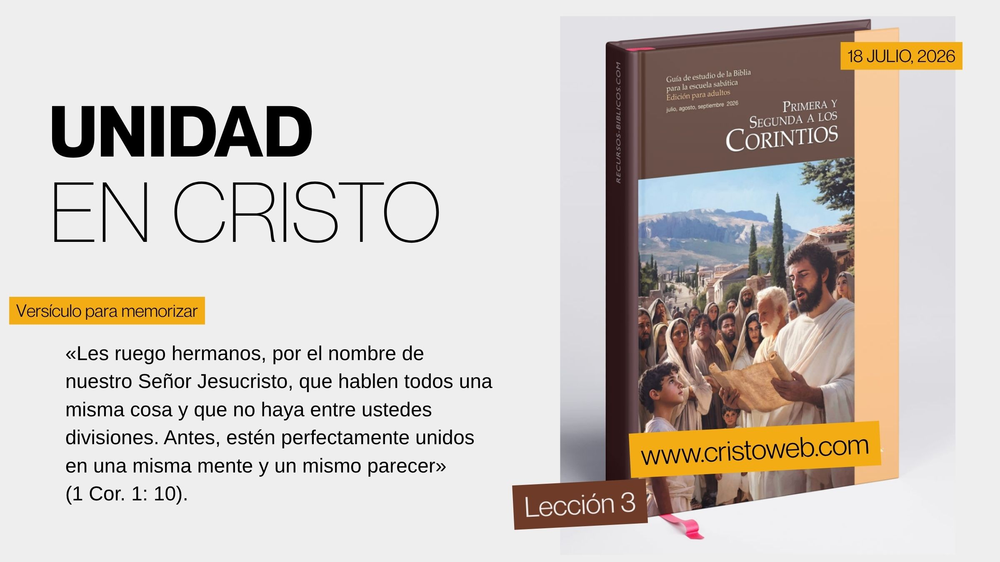 UNIDAD
EN CRISTO
Versículo para memorizar
«Les ruego hermanos, por el nombre de
nuestro Señor Jesucristo, que hablen todos una
misma cosa y que no haya entre ustedes
divisiones. Antes, estén perfectamente unidos
en una misma mente y un mismo parecer»
(1 Cor. 1: 10).
18 JULIO, 2026
RECURSOS-BIBLICOS.COM
Guía de estudio de la Biblia
para la escuela sabática
Edición para adultos
julio, agosto, septiembre 2026
PRIMERA Y
SEGUNDA A LOS
CORINTIOS
www.cristoweb.com
Lección 3